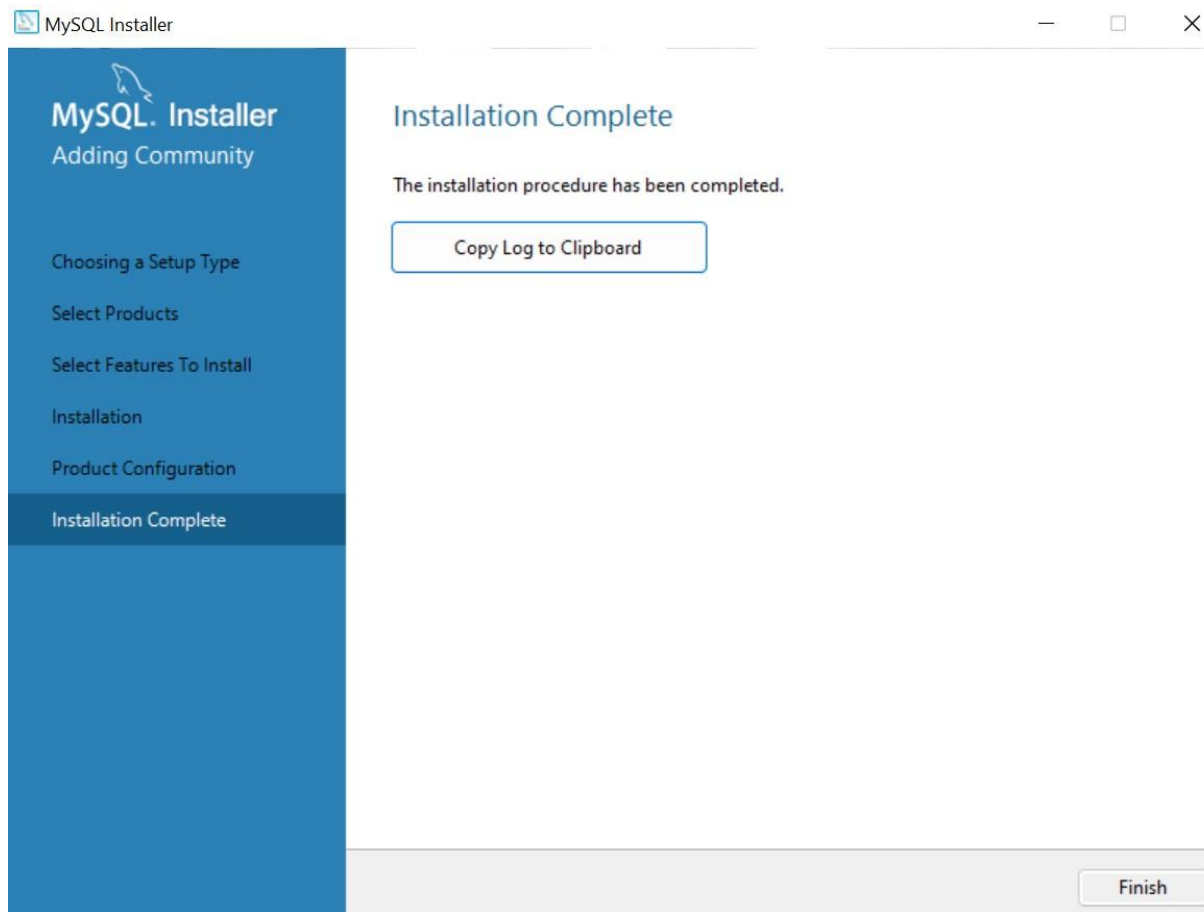 MySQL Installer
MySQL. Installer
Adding Community
Choosing a Setup Type
Select Products
Select Features To Install
Installation
Product Configuration
Installation Complete
Installation Complete
The installation procedure has been completed.
Copy Log to Clipboard
Finish